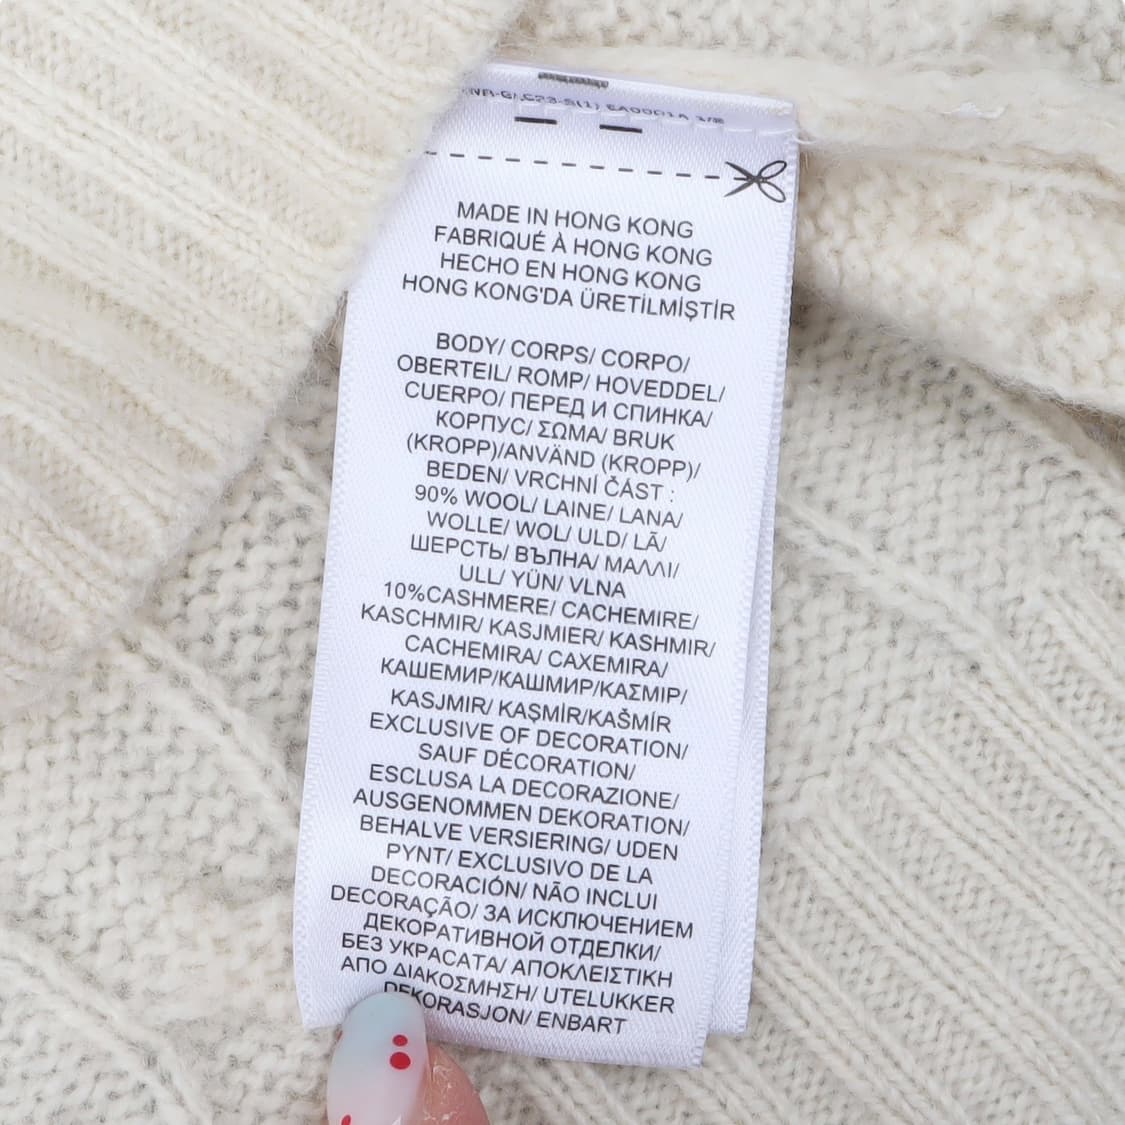 MADE IN HONG KONG
FABRIQUÉ À HONG KONG
HECHO EN HONG KONG
HONG KONG'DA ÜRETİLMİŞTİR
BODY/ CORPS/ CORPO/
OBERTEIL/ ROMP/ HOVEDDEL/
CUERPO/ ПЕРЕД И СПИНКА/
КОРПУС/ ΣΩΜΑ/ BRUK
(KROPP)/ANVÄND (KROPP)/
BEDEN/ VRCHNÍ ČÁST :
90% WOOL/ LAINE/ LANA/
WOLLE/ WOL/ ULD/ LÃ/
ШЕРСТЬ/ ВЪЛНА/ ΜΑΛΛΙ/
ULL/ YÜN/ VLNA
10%CASHMERE/ CACHEMIRE/
KASCHMIR/ KASJMIER/ KASHMIR/
CACHEMIRA/ CAXEMIRA/
КАШЕМИР/КАШМИР/ΚΑΣΜΙΡ/
KASJMIR/ KAŞMİR/KAŠMÍR
EXCLUSIVE OF DECORATION/
SAUF DÉCORATION/
ESCLUSA LA DECORAZIONE/
AUSGENOMMEN DEKORATION/
BEHALVE VERSIERING/ UDEN
PYNT/ EXCLUSIVO DE LA
DECORACIÓN/ NÃO INCLUI
DECORAÇÃO/ ЗА ИСКЛЮЧЕНИЕМ
ДЕКОРАТИВНОЙ ОТДЕЛКИ/
БЕЗ УКРАСАТА/ ΑΠΟΚΛΕΙΣΤΙΚΗ
ΑΠΟ ΔΙΑΚΟΣΜΗΣΗ/ UTELUKKER
DEKORASJON/ ENBART